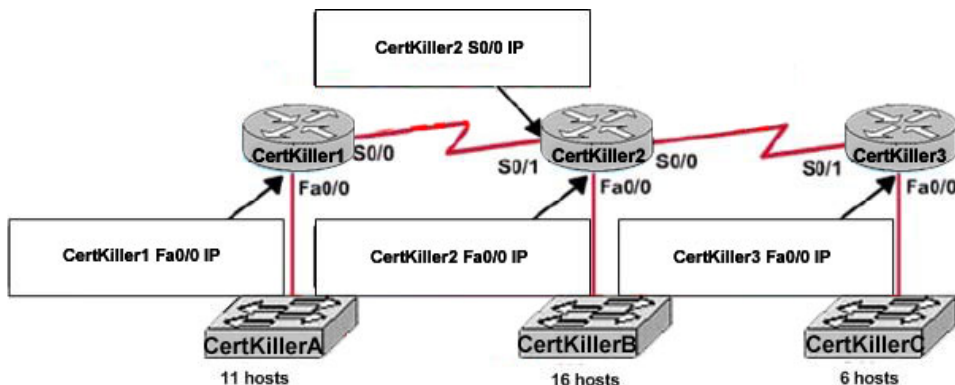 CertKiller2 S0/0 IP
CertKiller1
S0/0
S0/1
CertKiller2
S0/0
S0/1
CertKiller3
Fa0/0
Fa0/0
Fa0/0
CertKiller1 Fa0/0 IP
CertKiller2 Fa0/0 IP
CertKiller3 Fa0/0 IP
CertKillerA
CertKillerB
CertKillerC
11 hosts
16 hosts
6 hosts